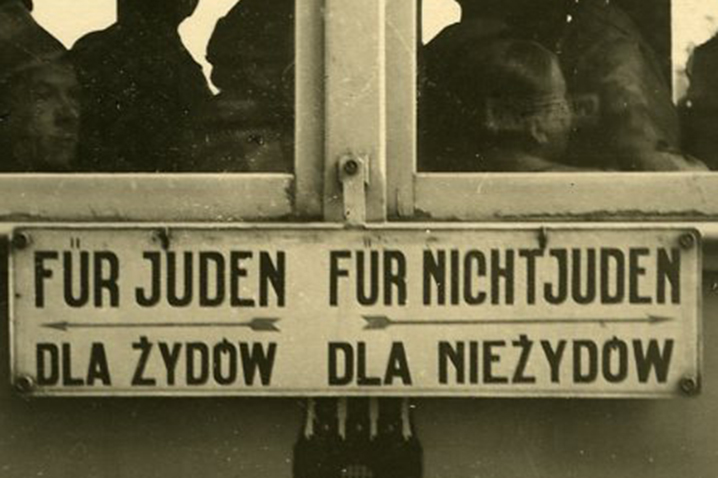 FÜR JUDEN FÜR NICHTJUDEN
DLA ŻYDÓW DLA NIEŻYDÓW